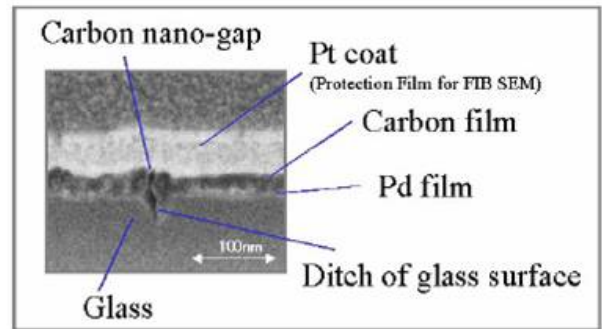 Carbon nano-gap
Pt coat
(Protection Film for FIB SEM)
Carbon film
Pd film
100nm
Ditch of glass surface
Glass